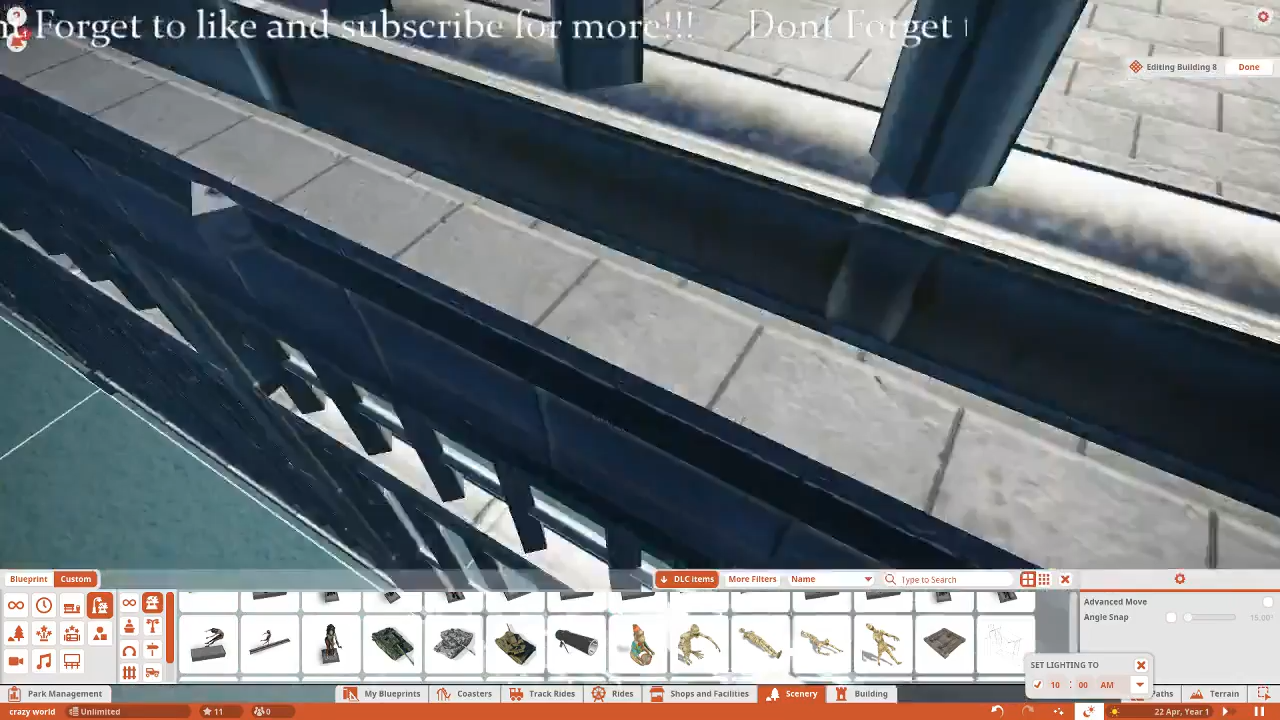 nt Forget to like and subscribe for more!!! Dont Forget t
Editing Building 8
Done
Blueprint
Custom
DLC Items
More Filters
Name
Type to Search
Advanced Move
Angle Snap
15.00°
SET LIGHTING TO
10 : 00 AM
Park Management
My Blueprints
Coasters
Track Rides
Rides
Shops and Facilities
Scenery
Building
Paths
Terrain
crazy world
Unlimited
11
0
22 Apr, Year 1